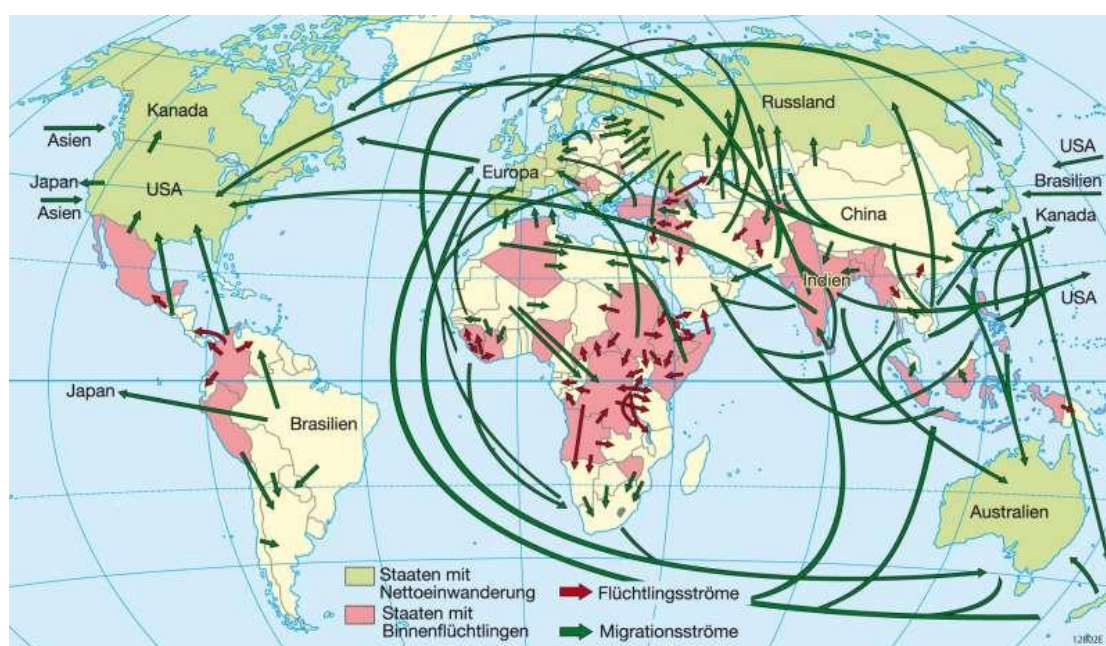 Kanada
Russland
Asien
USA
Europa
Japan
USA
Brasilien
Asien
China
Kanada
Indien
USA
Japan
Brasilien
Australien
Staaten mit
Nettoeinwanderung
Flüchtlingsströme
Staaten mit
Binnenflüchtlingen
Migrationsströme